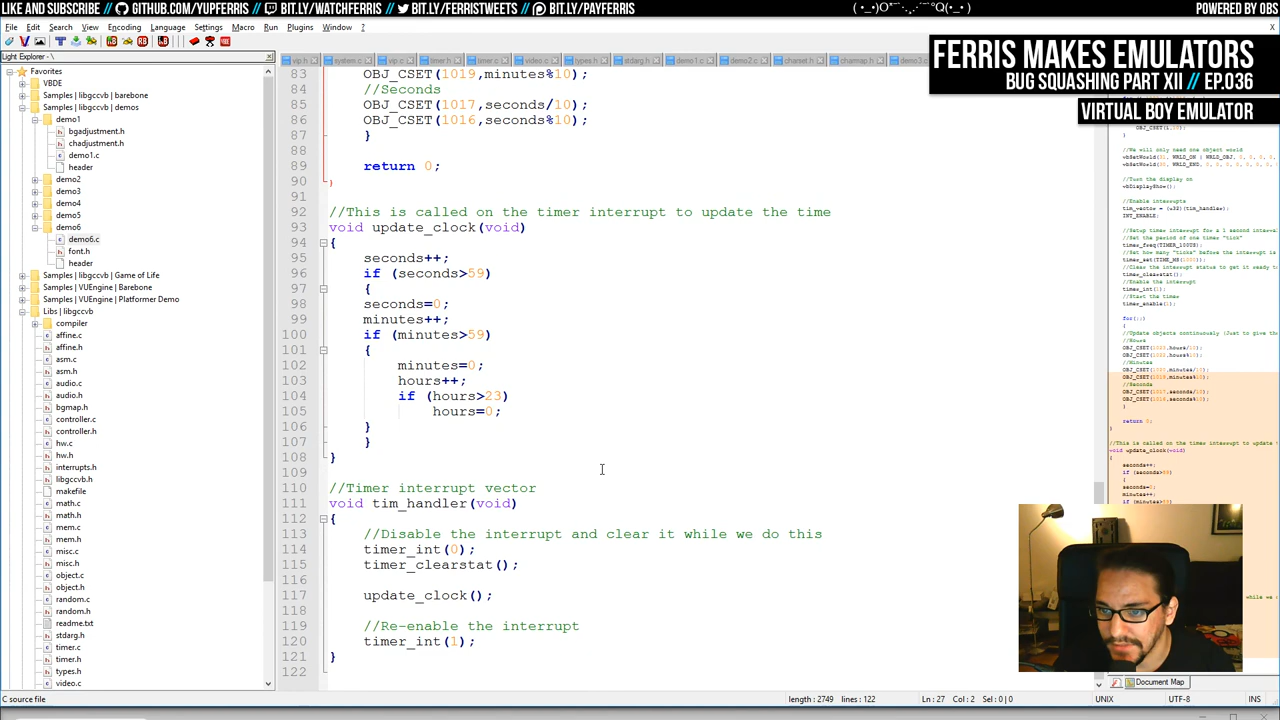 LIKE AND SUBSCRIBE // GITHUB.COM/YUPFERRIS // BIT.LY/WATCHFERRIS // BIT.LY/FERRISTWEETS // BIT.LY/PAYFERRIS
POWERED BY OBS
File Edit Search View Encoding Language Settings Macro Run Plugins Window ?
FERRIS MAKES EMULATORS
BUG SQUASHING PART XII // EP.036
VIRTUAL BOY EMULATOR
Light Explorer - \
Favorites
VBDE
Samples | libgccvb | barebone
Samples | libgccvb | demos
demo1
bgadjustment.h
chadjustment.h
demo1.c
header
demo2
demo3
demo4
demo5
demo6
demo6.c
font.h
header
Samples | libgccvb | Game of Life
Samples | VUEngine | Barebone
Samples | VUEngine | Platformer Demo
Libs | libgccvb
compiler
affine.c
affine.h
asm.c
asm.h
audio.c
audio.h
bgmap.h
controller.c
controller.h
hw.c
hw.h
interrupts.h
libgccvb.h
makefile
math.c
math.h
mem.c
mem.h
misc.c
misc.h
object.c
object.h
random.c
random.h
readme.txt
stdarg.h
timer.c
timer.h
types.h
video.c
83 OBJ_CSET(1019,minutes%10);
84 //Seconds
85 OBJ_CSET(1017,seconds/10);
86 OBJ_CSET(1016,seconds%10);
87 }
88
89 return 0;
90 }
91
92 //This is called on the timer interrupt to update the time
93 void update_clock(void)
94 {
95 seconds++;
96 if (seconds>59)
97 {
98 seconds=0;
99 minutes++;
100 if (minutes>59)
101 {
102 minutes=0;
103 hours++;
104 if (hours>23)
105 hours=0;
106 }
107 }
108 }
109
110 //Timer interrupt vector
111 void tim_handler(void)
112 {
113 //Disable the interrupt and clear it while we do this
114 timer_int(0);
115 timer_clearstat();
116
117 update_clock();
118
119 //Re-enable the interrupt
120 timer_int(1);
121 }
122
Document Map
C source file
length : 2749 lines : 122
Ln : 27 Col : 2 Sel : 0 | 0
UNIX
UTF-8
INS